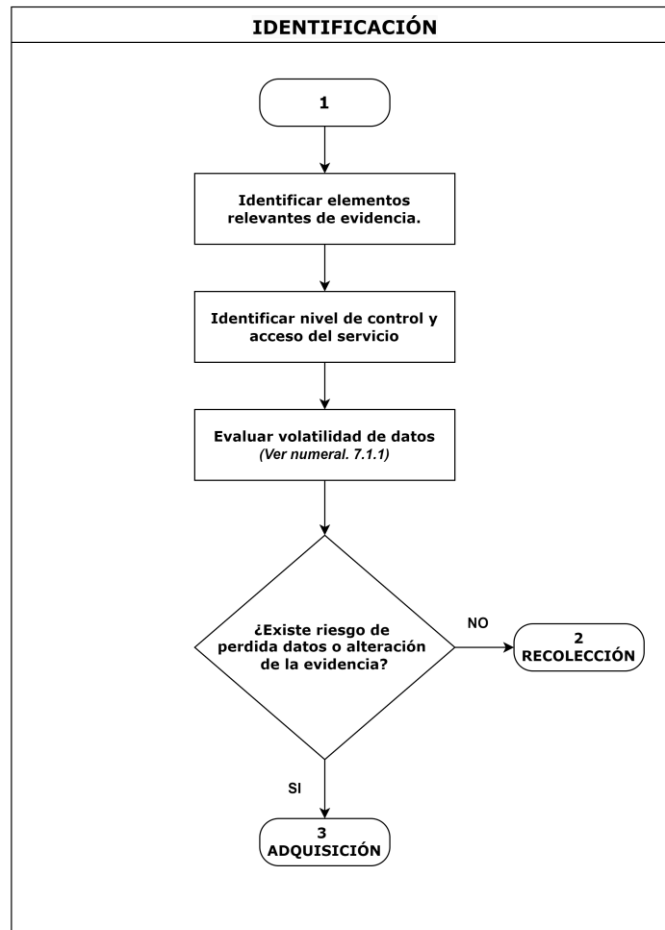 IDENTIFICACIÓN
1
Identificar elementos
relevantes de evidencia.
Identificar nivel de control y
acceso del servicio
Evaluar volatilidad de datos
(Ver numeral. 7.1.1)
¿Existe riesgo de
perdida datos o alteración
de la evidencia?
NO
2
RECOLECCIÓN
SI
3
ADQUISICIÓN